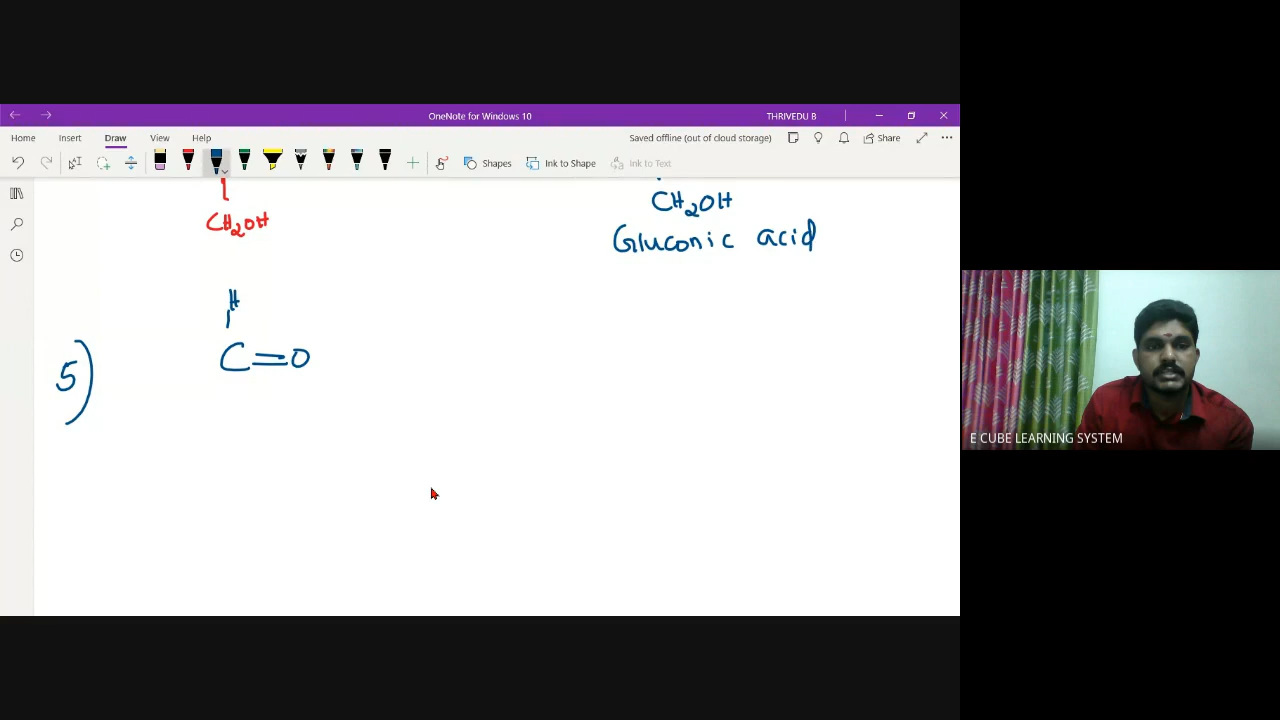 OneNote for Windows 10
THRIVEDU B
Home Insert Draw View Help
Saved offline (out of cloud storage)
Share
Shapes
Ink to Shape
Ink to Text
CH2OH
CH2OH
Gluconic acid
H
5) C=O
E CUBE LEARNING SYSTEM